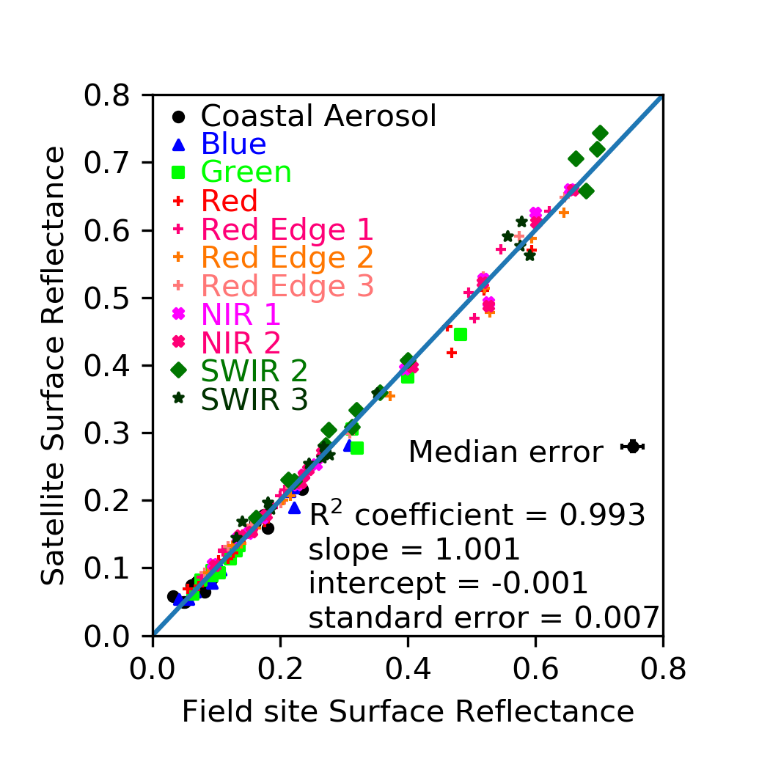 0.8
0.7
0.6
0.5
0.4
0.3
0.2
0.1
0.0
Satellite Surface Reflectance
Coastal Aerosol
Blue
Green
Red
Red Edge 1
Red Edge 2
Red Edge 3
NIR 1
NIR 2
SWIR 2
SWIR 3
Median error
R² coefficient = 0.993
slope = 1.001
intercept = -0.001
standard error = 0.007
0.0 0.2 0.4 0.6 0.8
Field site Surface Reflectance